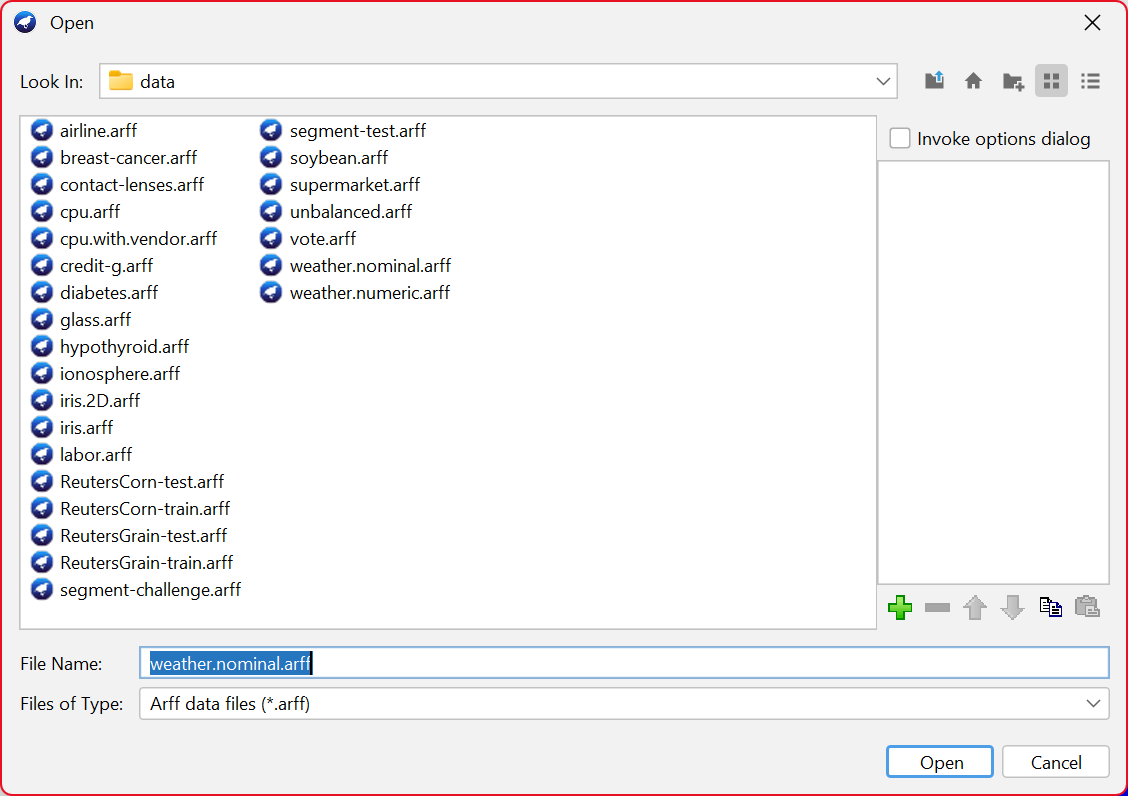 Open
Look In:
data
airline.arff
breast-cancer.arff
contact-lenses.arff
cpu.arff
cpu.with.vendor.arff
credit-g.arff
diabetes.arff
glass.arff
hypothyroid.arff
ionosphere.arff
iris.2D.arff
iris.arff
labor.arff
ReutersCorn-test.arff
ReutersCorn-train.arff
ReutersGrain-test.arff
ReutersGrain-train.arff
segment-challenge.arff
segment-test.arff
soybean.arff
supermarket.arff
unbalanced.arff
vote.arff
weather.nominal.arff
weather.numeric.arff
Invoke options dialog
File Name:
weather.nominal.arff
Files of Type:
Arff data files (*.arff)
Open
Cancel